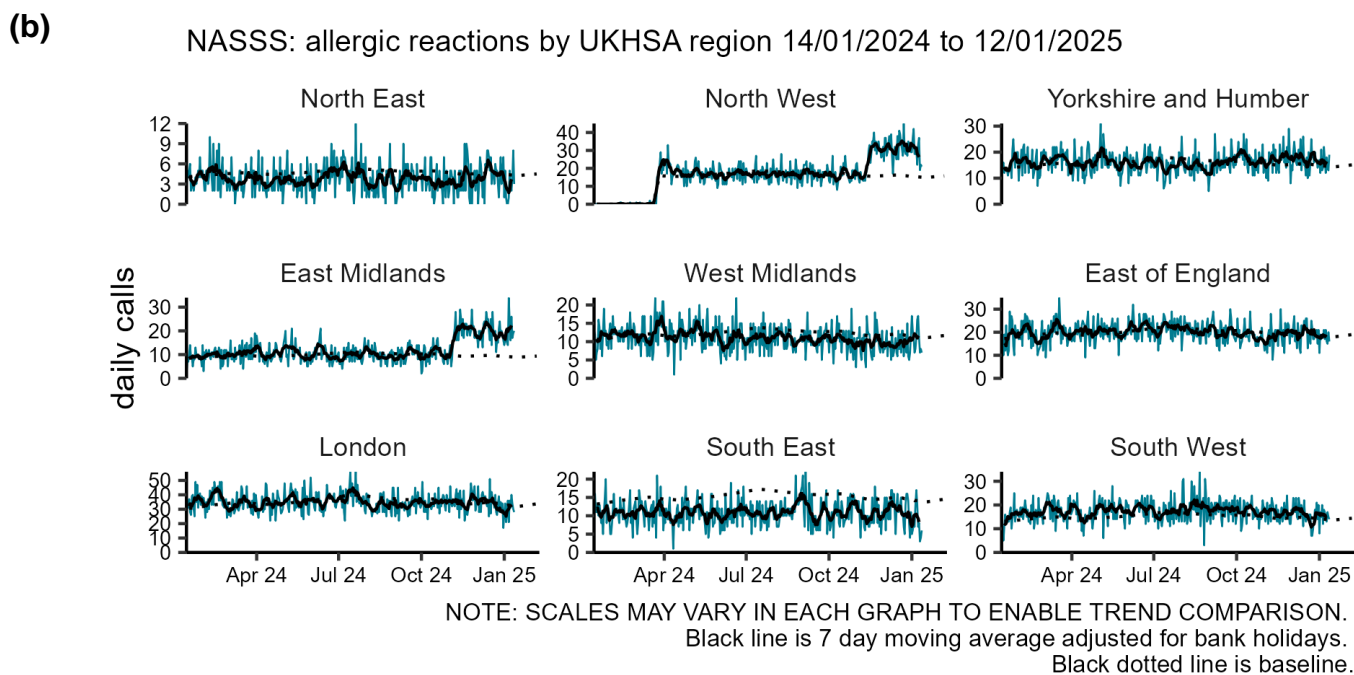 (b)
NASSS: allergic reactions by UKHSA region 14/01/2024 to 12/01/2025
daily calls
North East
12
9
6
3
0
North West
40
30
20
10
0
Yorkshire and Humber
30
20
10
0
East Midlands
30
20
10
0
West Midlands
20
15
10
5
0
East of England
30
20
10
0
London
50
40
30
20
10
0
Apr 24 Jul 24 Oct 24 Jan 25
South East
20
15
10
5
0
Apr 24 Jul 24 Oct 24 Jan 25
South West
30
20
10
0
Apr 24 Jul 24 Oct 24 Jan 25
NOTE: SCALES MAY VARY IN EACH GRAPH TO ENABLE TREND COMPARISON.
Black line is 7 day moving average adjusted for bank holidays.
Black dotted line is baseline.